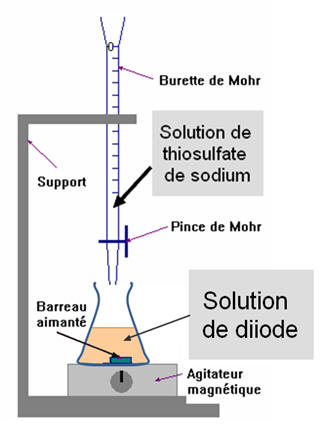 0
Burette de Mohr
Solution de
thiosulfate
de sodium
Support
Pince de Mohr
Barreau
aimanté
Solution
de diiode
Agitateur
magnétique